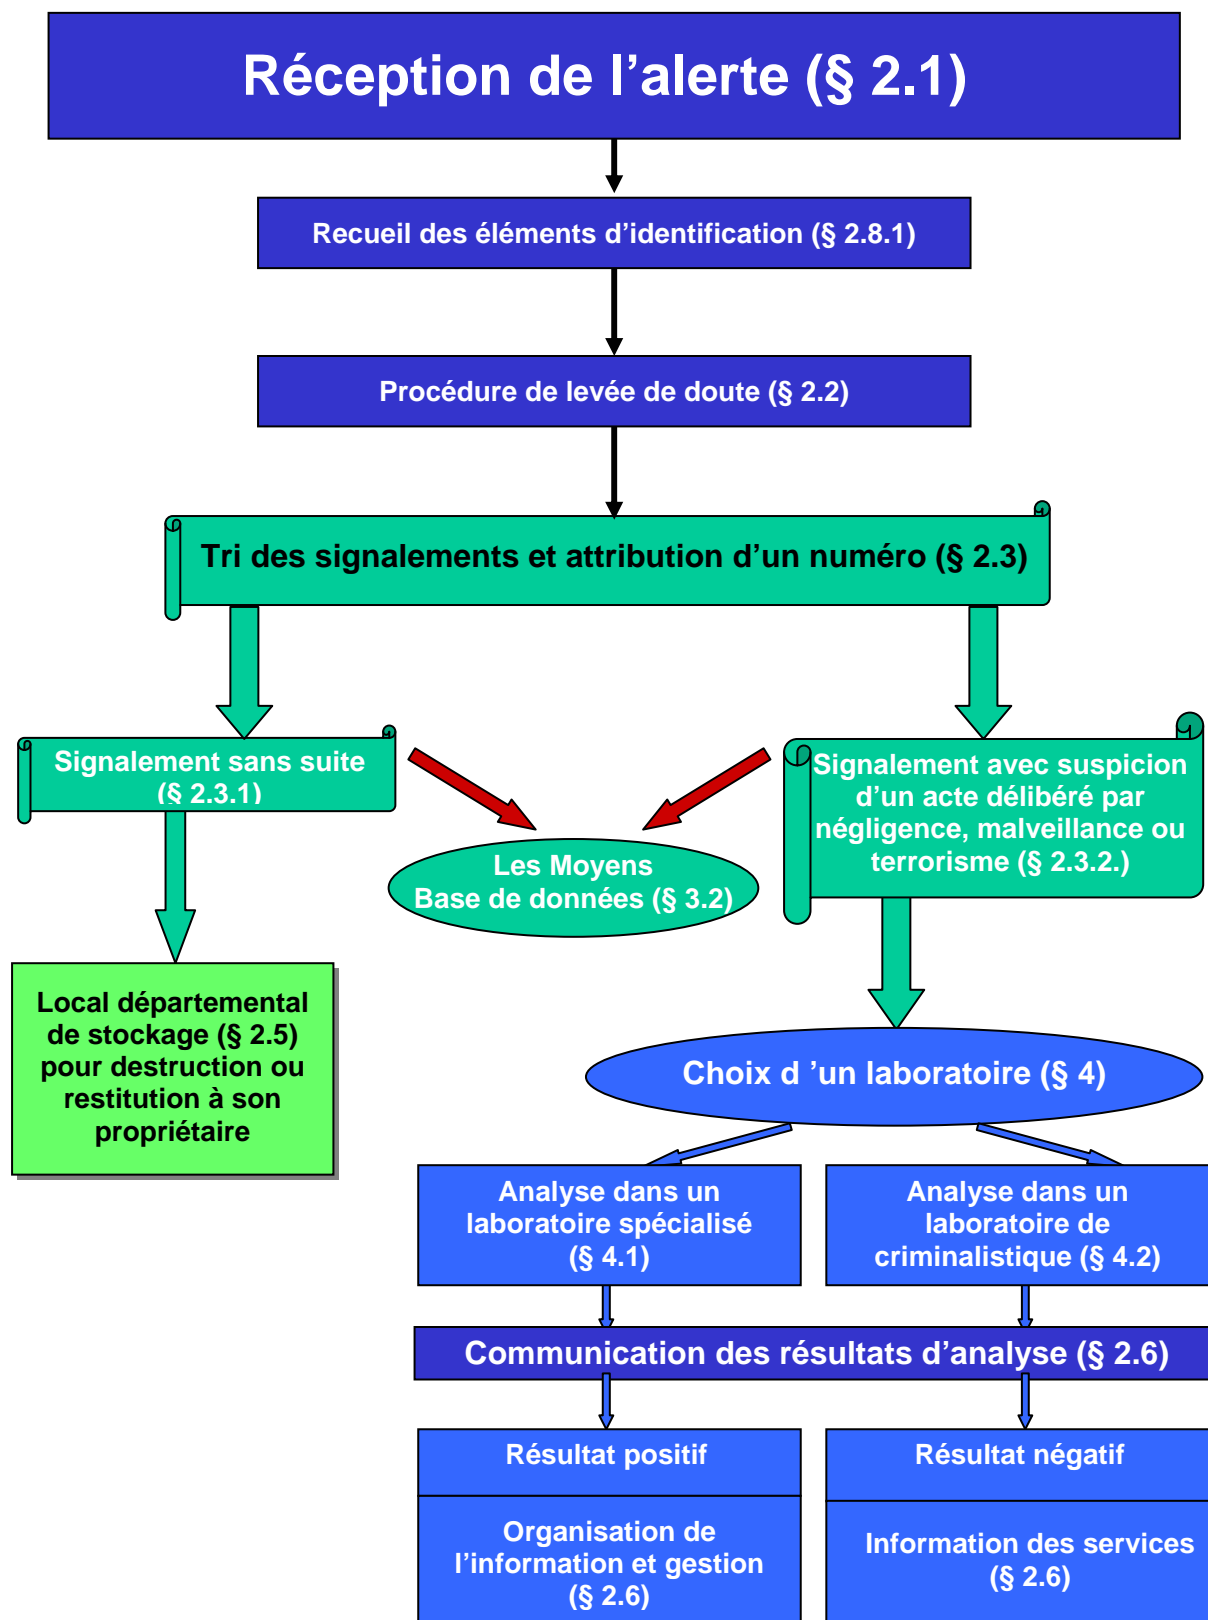 Réception de l’alerte (§ 2.1)
Recueil des éléments d’identification (§ 2.8.1)
Procédure de levée de doute (§ 2.2)
Tri des signalements et attribution d’un numéro (§ 2.3)
Signalement sans suite
(§ 2.3.1)
Signalement avec suspicion
d’un acte délibéré par
négligence, malveillance ou
terrorisme (§ 2.3.2.)
Les Moyens
Base de données (§ 3.2)
Local départemental
de stockage (§ 2.5)
pour destruction ou
restitution à son
propriétaire
Choix d ’un laboratoire (§ 4)
Analyse dans un
laboratoire spécialisé
(§ 4.1)
Analyse dans un
laboratoire de
criminalistique (§ 4.2)
Communication des résultats d’analyse (§ 2.6)
Résultat positif
Organisation de
l’information et gestion
(§ 2.6)
Résultat négatif
Information des services
(§ 2.6)